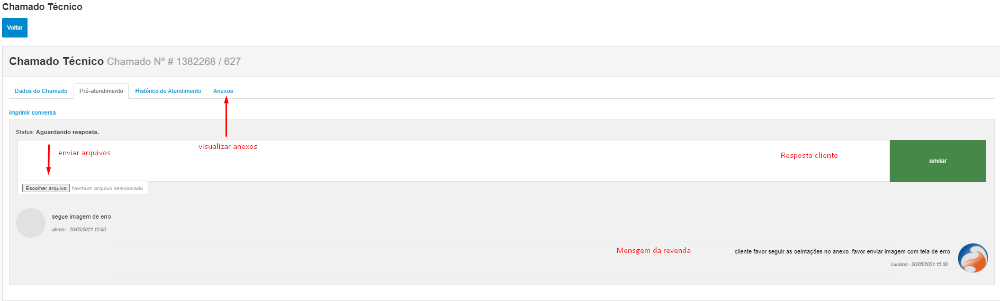 Chamado Técnico
Voltar
Chamado Técnico Chamado Nº # 1382268 / 627
Dados do Chamado Pré-atendimento Histórico de Atendimento Anexos
imprimir conversa
Status: Aguardando resposta.
visualizar anexos
enviar arquivos
Resposta cliente
enviar
Escolher arquivo Nenhum arquivo selecionado
segue imagem de erro
cliente - 20/05/2021 15:00
Mensgem da revenda
cliente favor seguir as oeintações no anexo. favor enviar imagem com tela de erro.
Luciano - 20/05/2021 15:00